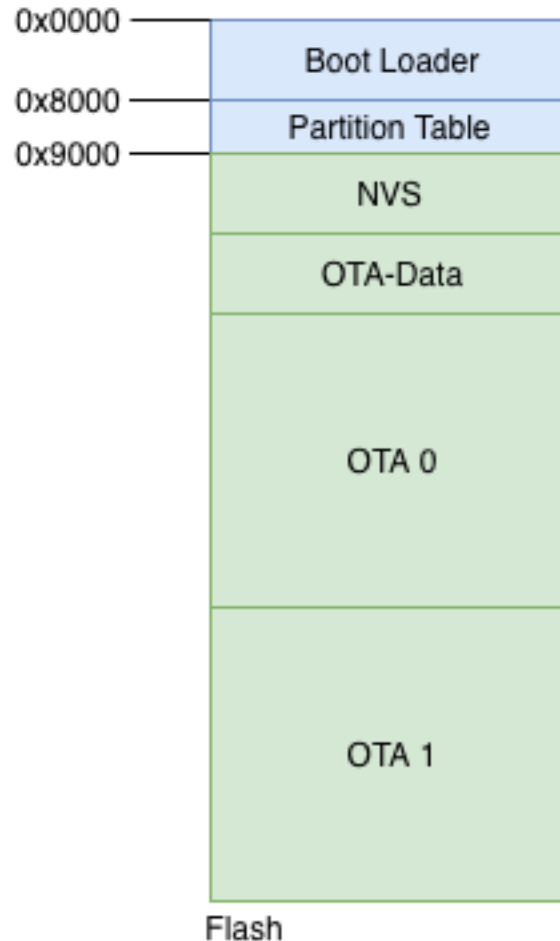 0x0000
Boot Loader
0x8000
Partition Table
0x9000
NVS
OTA-Data
OTA 0
OTA 1
Flash